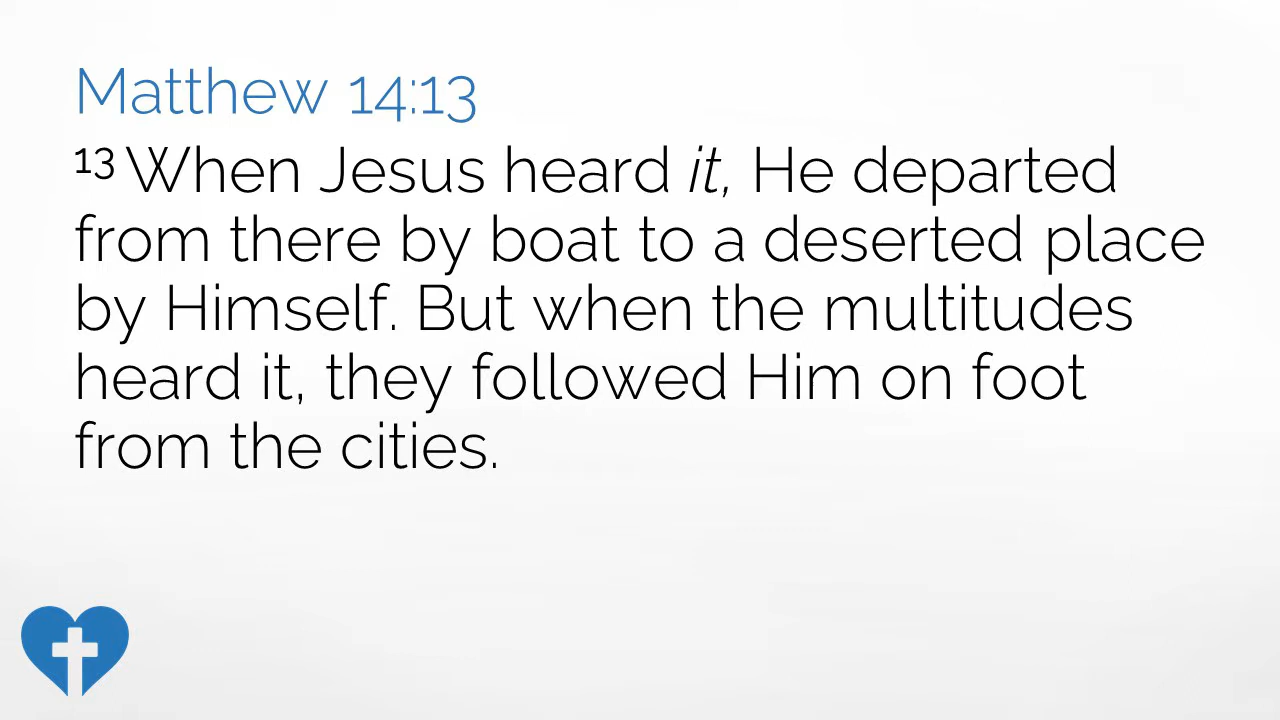 Matthew 14:13
13 When Jesus heard it, He departed
from there by boat to a deserted place
by Himself. But when the multitudes
heard it, they followed Him on foot
from the cities.